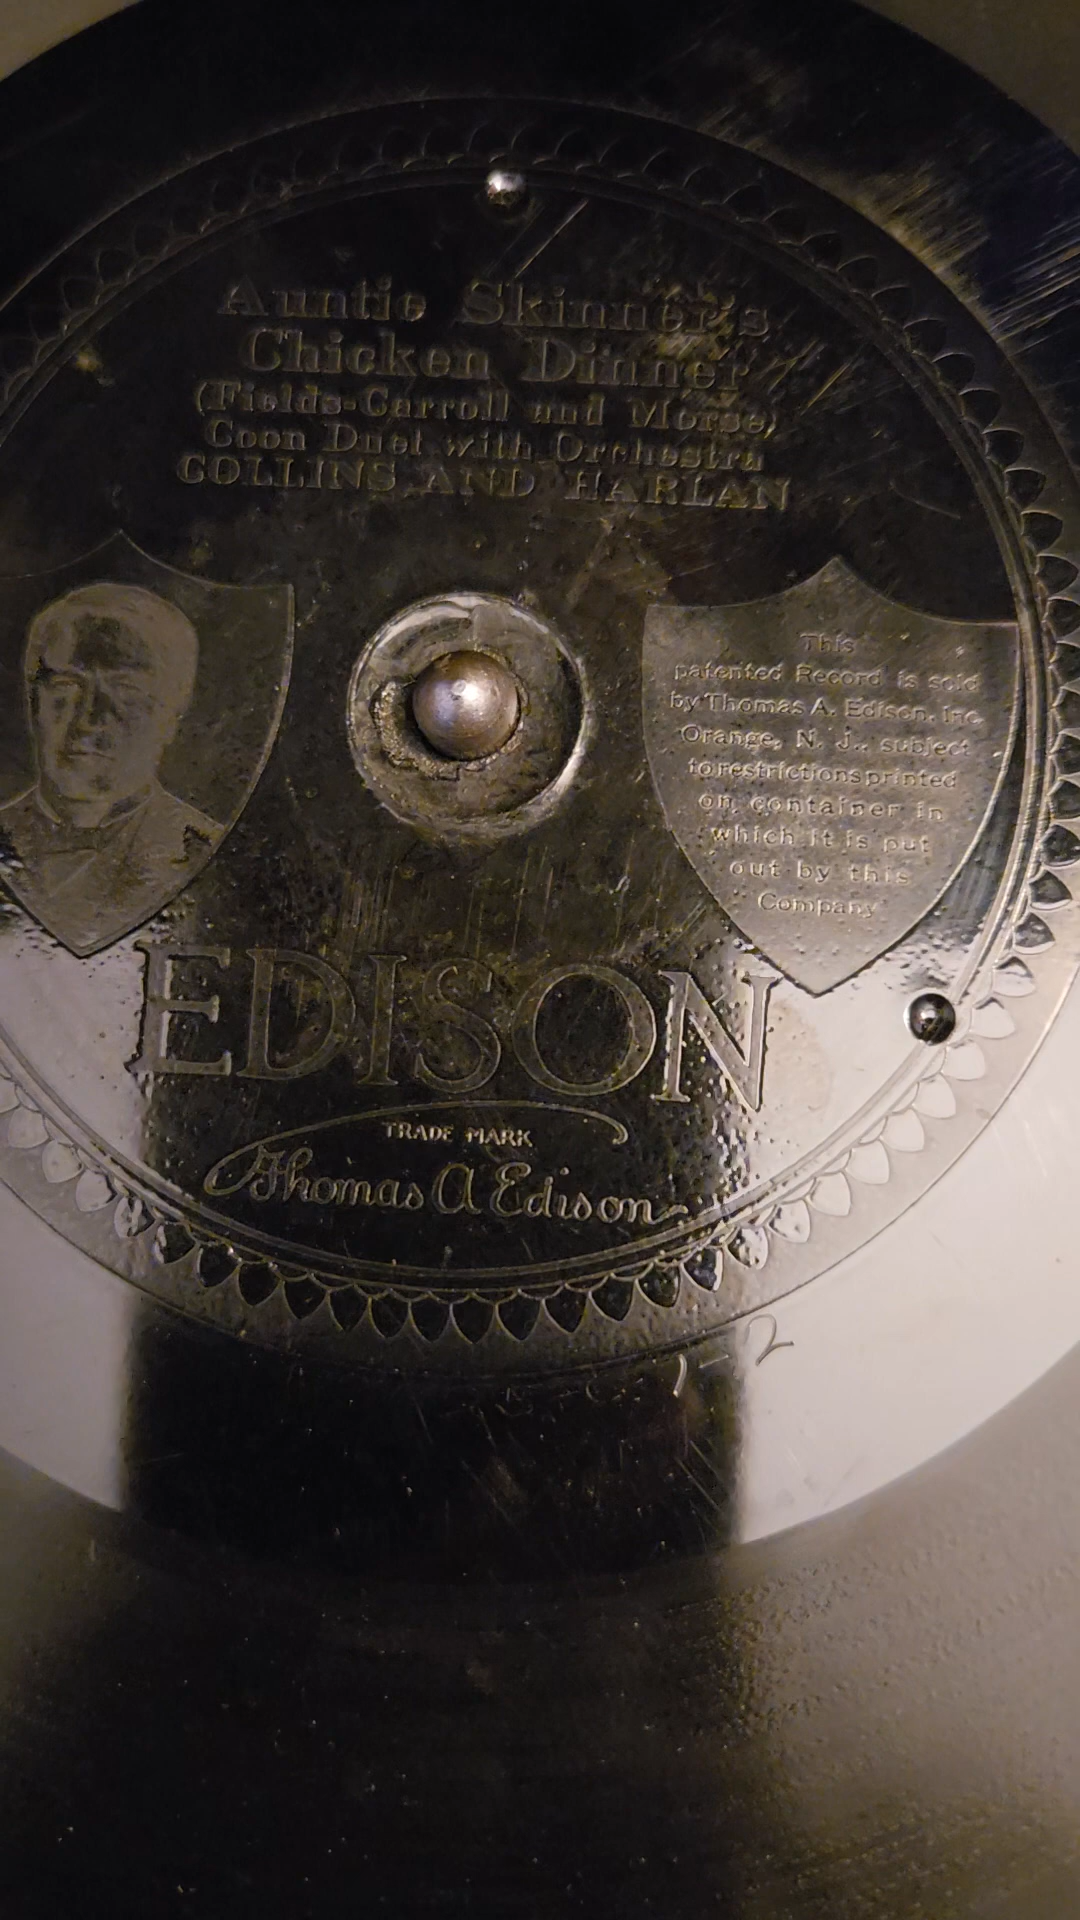 Auntie Skinner's
Chicken Dinner
(Fields-Carroll and Morse)
Coon Duet with Orchestra
COLLINS AND HARLAN
This
patented Record is sold
by Thomas A. Edison, Inc.
Orange, N. J., subject
to restrictions printed
on container in
which it is put
out by this
Company
EDISON
TRADE MARK
Thomas A Edison
1-2